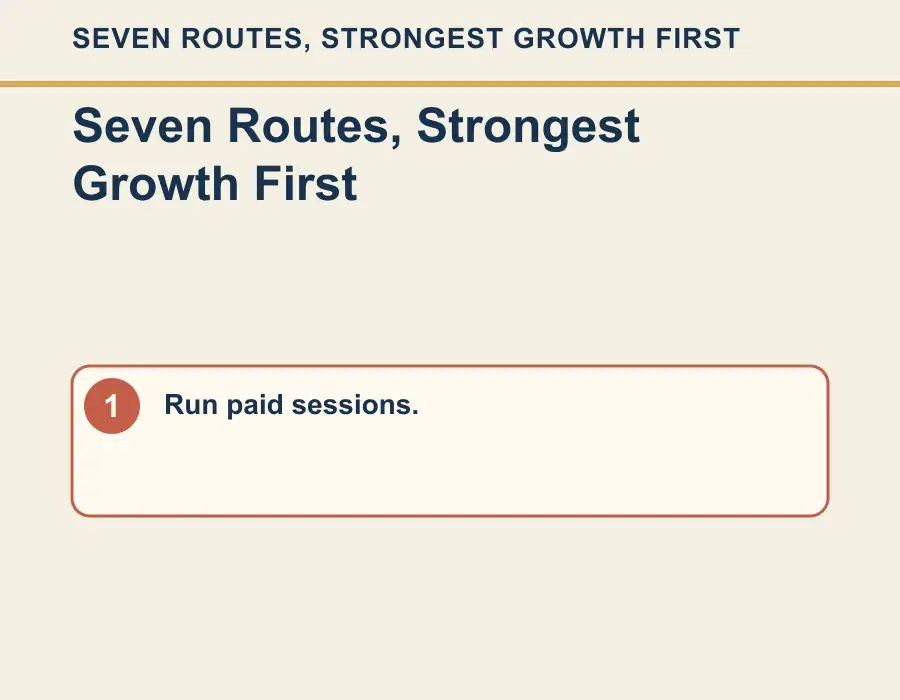 SEVEN ROUTES, STRONGEST GROWTH FIRST
Seven Routes, Strongest
Growth First
1 Run paid sessions.